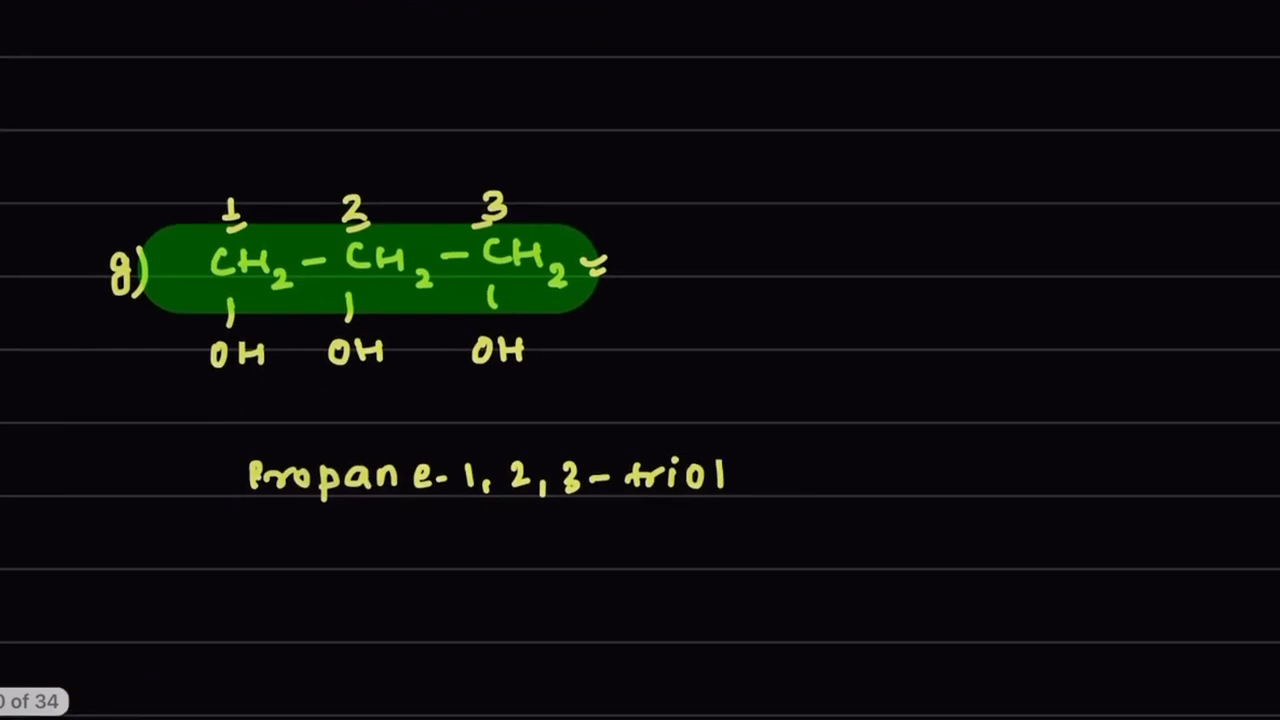 1 2 3
g) CH₂ - CH₂ - CH₂
OH OH OH
Propane-1,2,3-triol
0 of 34